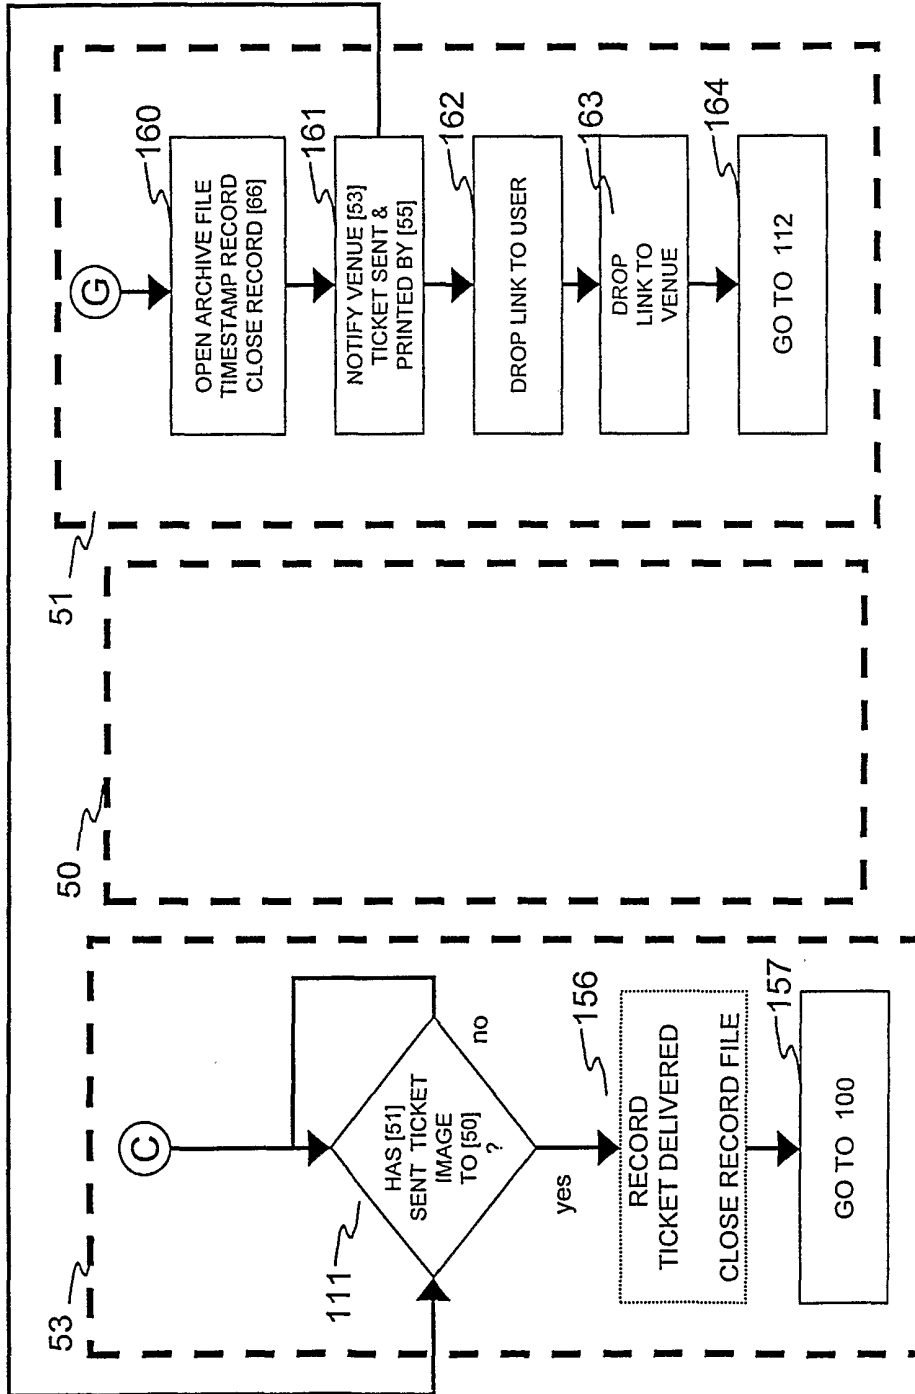 53
C
HAS [51]
SENT TICKET
IMAGE
TO [50]
?
111
no
yes
156
RECORD
TICKET DELIVERED
CLOSE RECORD FILE
157
GO TO 100
50
51
G
160
OPEN ARCHIVE FILE
TIMESTAMP RECORD
CLOSE RECORD [66]
161
NOTIFY VENUE [53]
TICKET SENT &
PRINTED BY [55]
162
DROP LINK TO USER
163
DROP
LINK TO
VENUE
164
GO TO 112